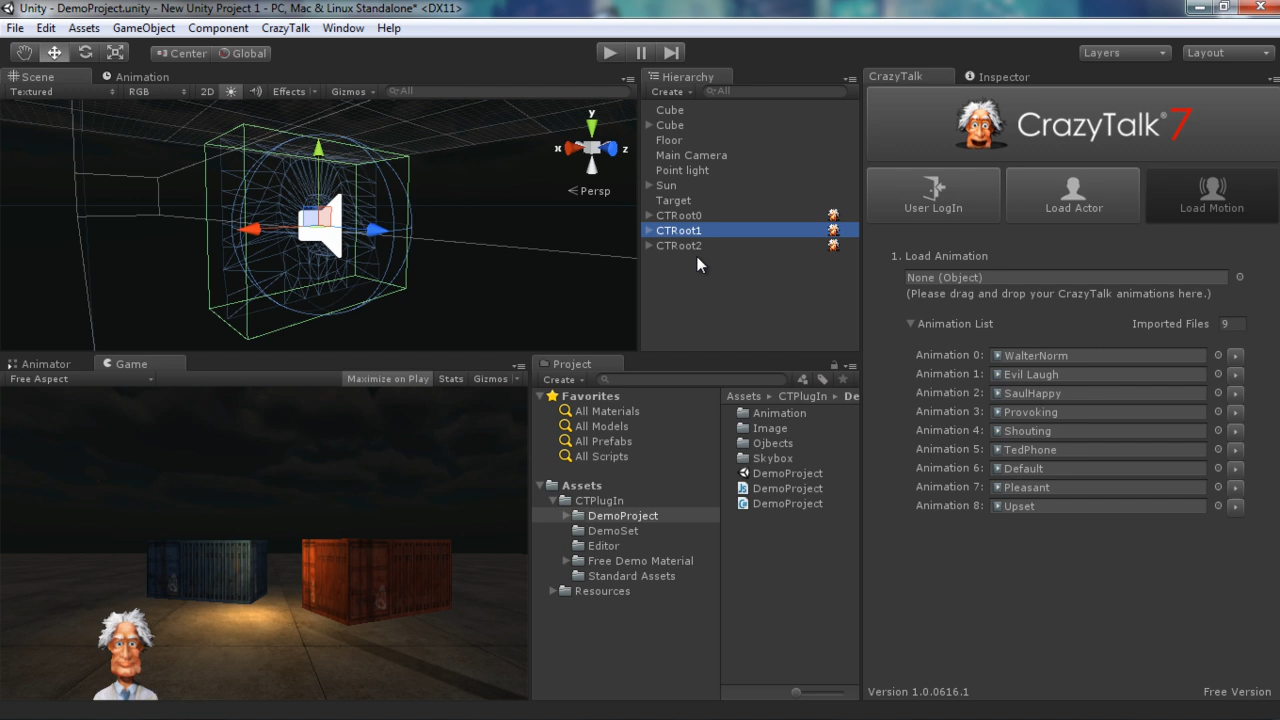 Unity - DemoProject.unity - New Unity Project 1 - PC, Mac & Linux Standalone* <DX11>
File Edit Assets GameObject Component CrazyTalk Window Help
Center Global Layers Layout
Scene Animation
Textured RGB 2D Effects Gizmos All
y
x z
Persp
Hierarchy
Create All
Cube
Cube
Floor
Main Camera
Point light
Sun
Target
CTRoot0
CTRoot1
CTRoot2
CrazyTalk Inspector
CrazyTalk® 7
User LogIn Load Actor Load Motion
1. Load Animation
None (Object)
(Please drag and drop your CrazyTalk animations here.)
Animation List Imported Files 9
Animation 0: WalterNorm
Animation 1: Evil Laugh
Animation 2: SaulHappy
Animation 3: Provoking
Animation 4: Shouting
Animation 5: TedPhone
Animation 6: Default
Animation 7: Pleasant
Animation 8: Upset
Version 1.0.0616.1 Free Version
Animator Game
Free Aspect Maximize on Play Stats Gizmos
Project
Create
Favorites
All Materials
All Models
All Prefabs
All Scripts
Assets
CTPlugIn
DemoProject
DemoSet
Editor
Free Demo Material
Standard Assets
Resources
Assets CTPlugIn De
Animation
Image
Ojbects
Skybox
DemoProject
DemoProject
DemoProject